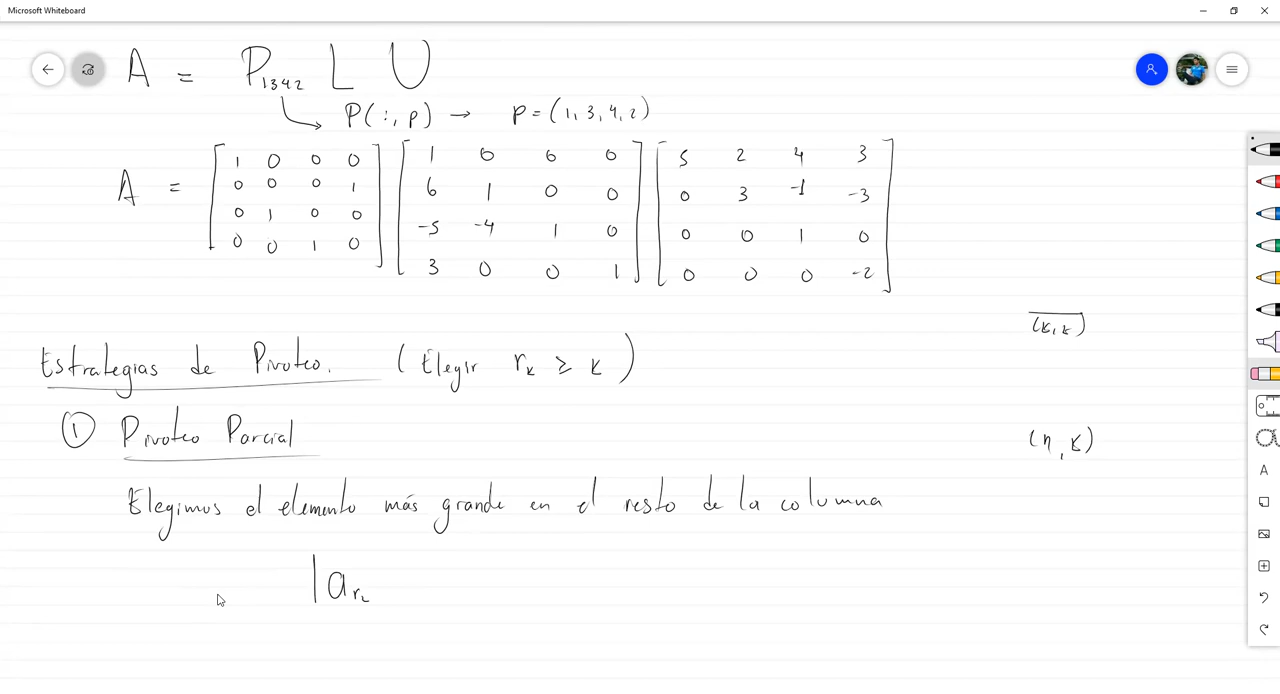 Microsoft Whiteboard
A = P1342 L U
P(:, p) → p = (1, 3, 4, 2)
A = [1 0 0 0] [1 0 0 0] [5 2 4 3]
[0 0 0 1] [6 1 0 0] [0 3 -1 -3]
[0 1 0 0] [-5 -4 1 0] [0 0 1 0]
[0 0 1 0] [3 0 0 1] [0 0 0 -2]
(k,k)
Estrategias de Pivoteo. (Elegir rk ≥ k)
① Pivoteo Parcial
(n, k)
Elegimos el elemento más grande en el resto de la columna
|ar